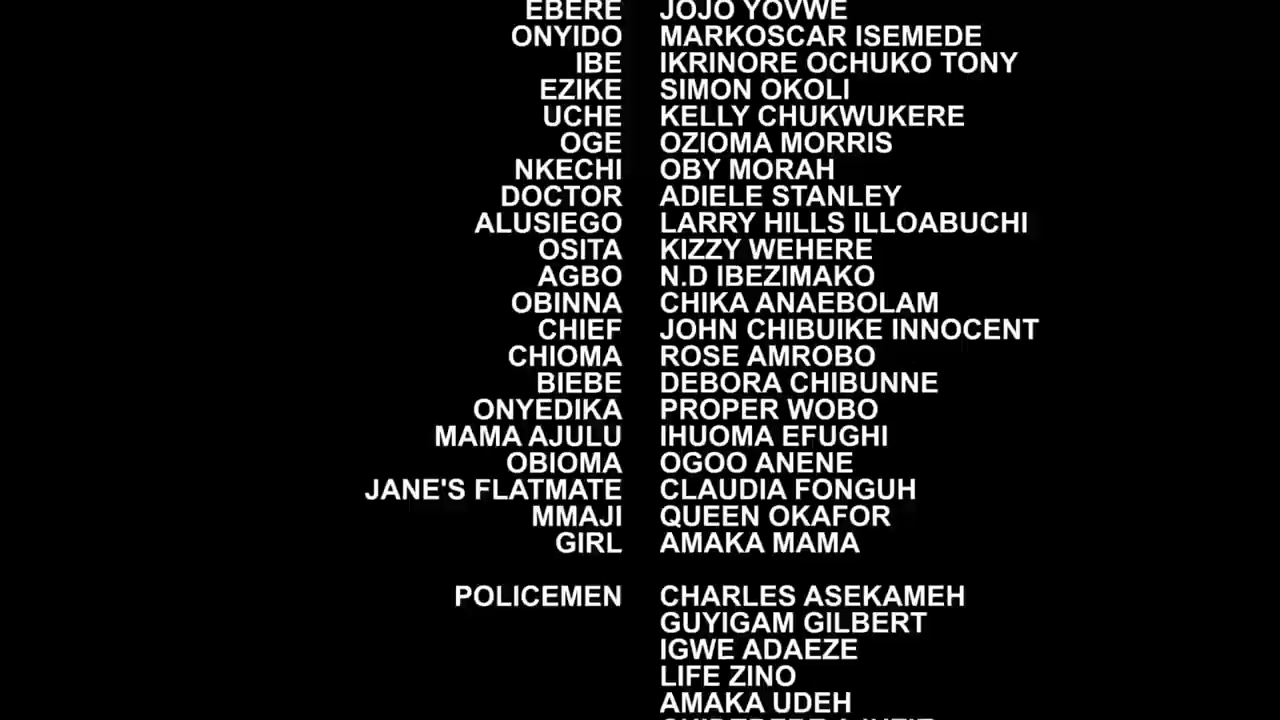 EBERE JOJO YOVWE
ONYIDO MARKOSCAR ISEMEDE
IBE IKRINORE OCHUKO TONY
EZIKE SIMON OKOLI
UCHE KELLY CHUKWUKERE
OGE OZIOMA MORRIS
NKECHI OBY MORAH
DOCTOR ADIELE STANLEY
ALUSIEGO LARRY HILLS ILLOABUCHI
OSITA KIZZY WEHERE
AGBO N.D IBEZIMAKO
OBINNA CHIKA ANAEBOLAM
CHIEF JOHN CHIBUIKE INNOCENT
CHIOMA ROSE AMROBO
BIEBE DEBORA CHIBUNNE
ONYEDIKA PROPER WOBO
MAMA AJULU IHUOMA EFUGHI
OBIOMA OGOO ANENE
JANE'S FLATMATE CLAUDIA FONGUH
MMAJI QUEEN OKAFOR
GIRL AMAKA MAMA
POLICEMEN CHARLES ASEKAMEH
GUYIGAM GILBERT
IGWE ADAEZE
LIFE ZINO
AMAKA UDEH